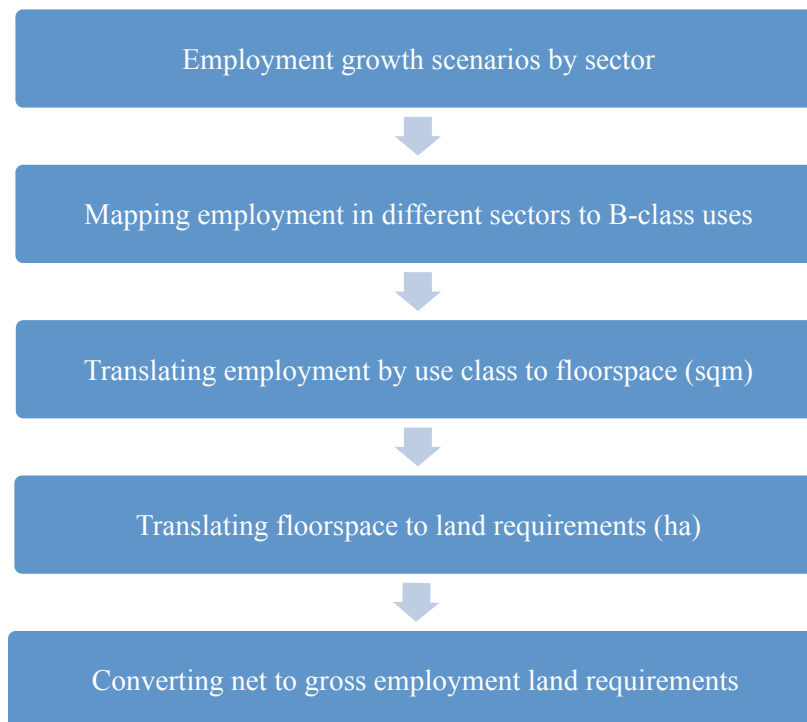 Employment growth scenarios by sector
Mapping employment in different sectors to B-class uses
Translating employment by use class to floorspace (sqm)
Translating floorspace to land requirements (ha)
Converting net to gross employment land requirements